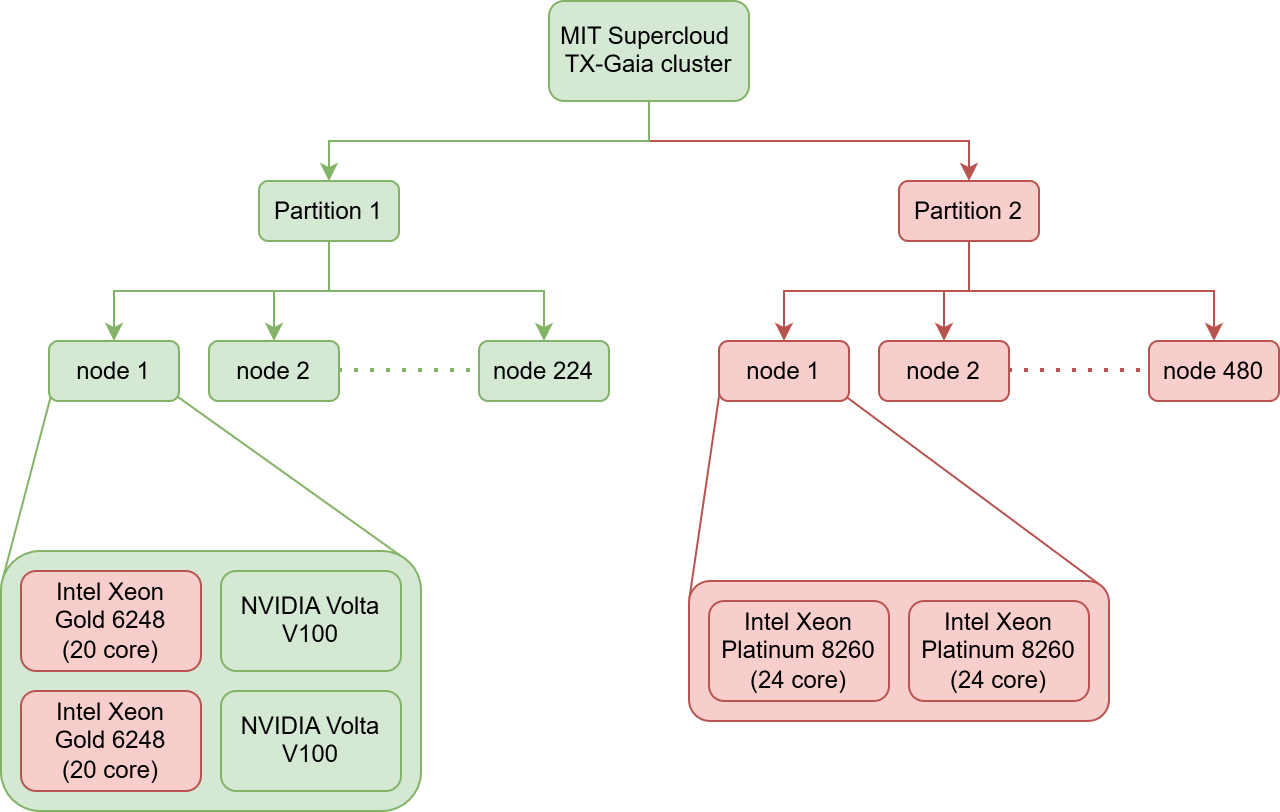 MIT Supercloud
TX-Gaia cluster
Partition 1
Partition 2
node 1
node 2
node 224
node 1
node 2
node 480
Intel Xeon
Gold 6248
(20 core)
NVIDIA Volta
V100
Intel Xeon
Gold 6248
(20 core)
NVIDIA Volta
V100
Intel Xeon
Platinum 8260
(24 core)
Intel Xeon
Platinum 8260
(24 core)